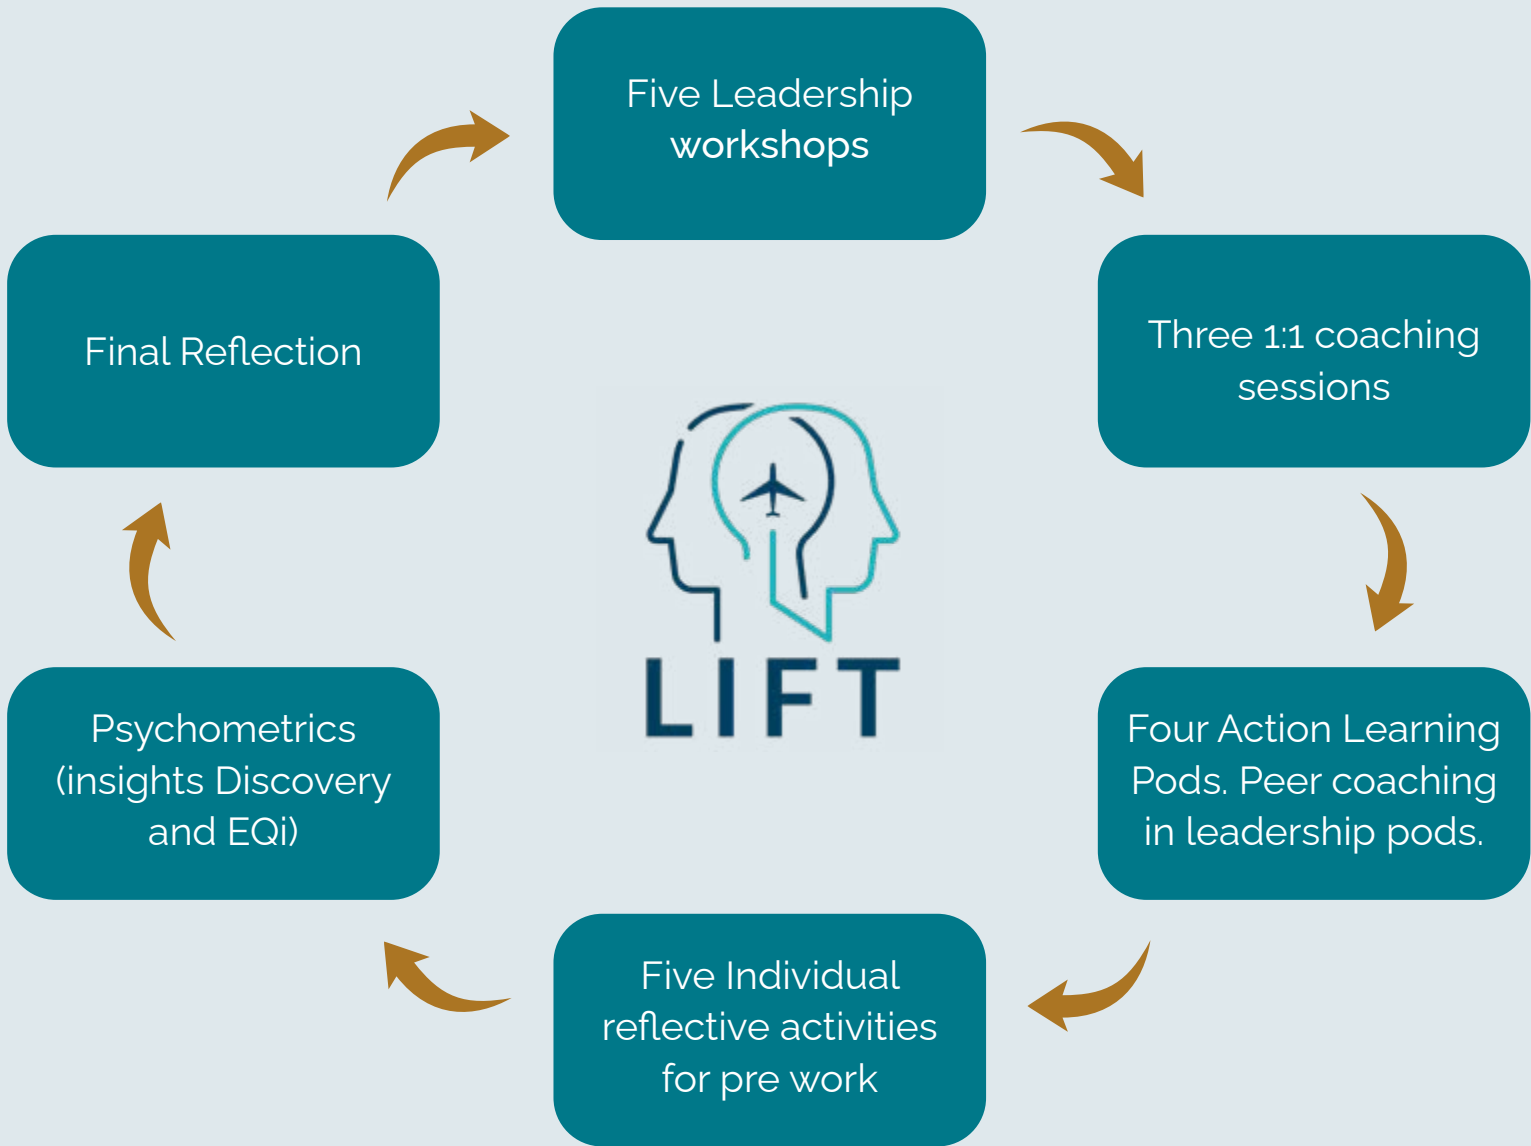 Five Leadership
workshops
Three 1:1 coaching
sessions
Four Action Learning
Pods. Peer coaching
in leadership pods.
Five Individual
reflective activities
for pre work
Psychometrics
(insights Discovery
and EQi)
Final Reflection
LIFT